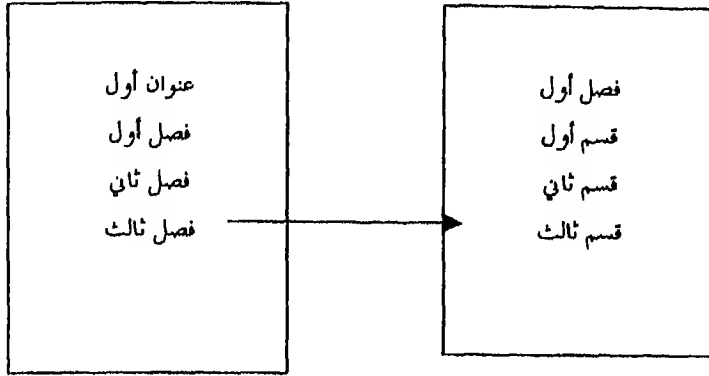 عنوان أول
فصل أول
فصل ثاني
فصل ثالث
فصل أول
قسم أول
قسم ثاني
قسم ثالث